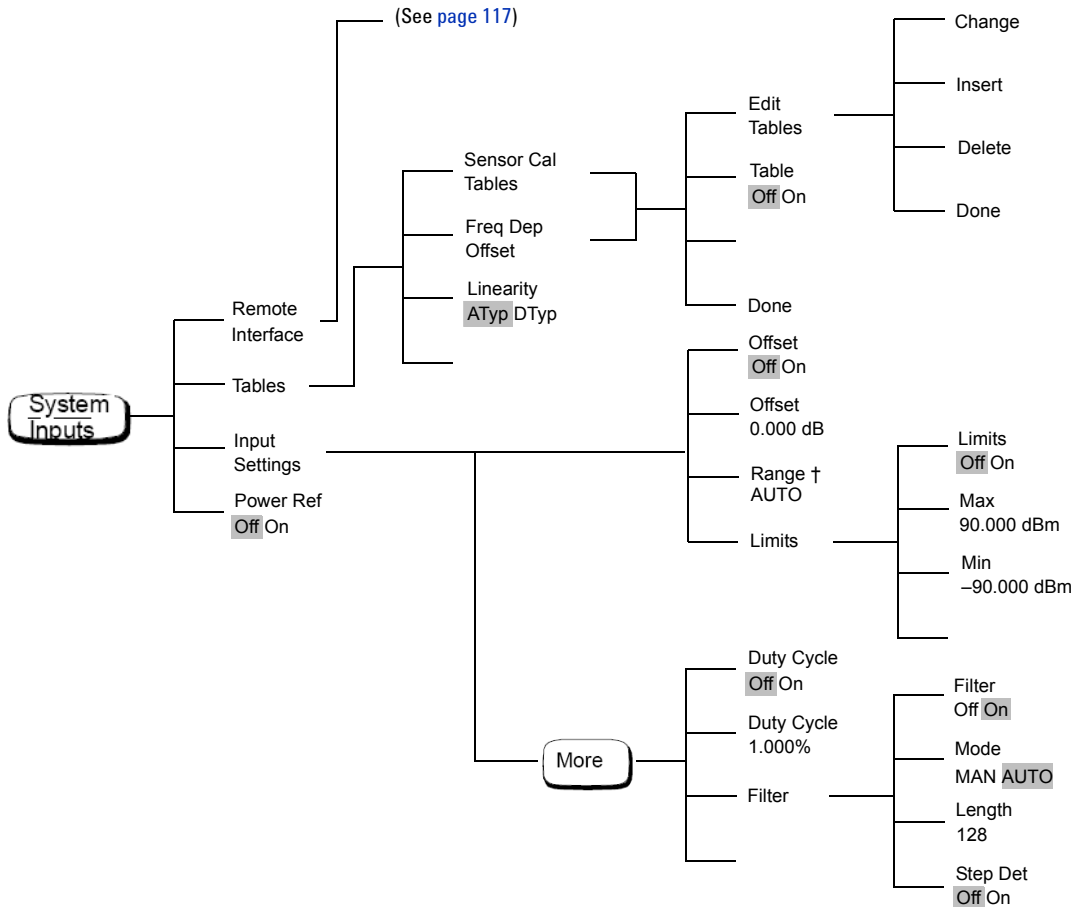 (See page 117)
Change
Insert
Delete
Done
Edit
Tables
Table
Off On
Done
Sensor Cal
Tables
Freq Dep
Offset
Linearity
ATyp DTyp
Remote
Interface
Tables
Input
Settings
Power Ref
Off On
System
Inputs
Offset
Off On
Offset
0.000 dB
Range †
AUTO
Limits
Limits
Off On
Max
90.000 dBm
Min
–90.000 dBm
More
Duty Cycle
Off On
Duty Cycle
1.000%
Filter
Filter
Off On
Mode
MAN AUTO
Length
128
Step Det
Off On